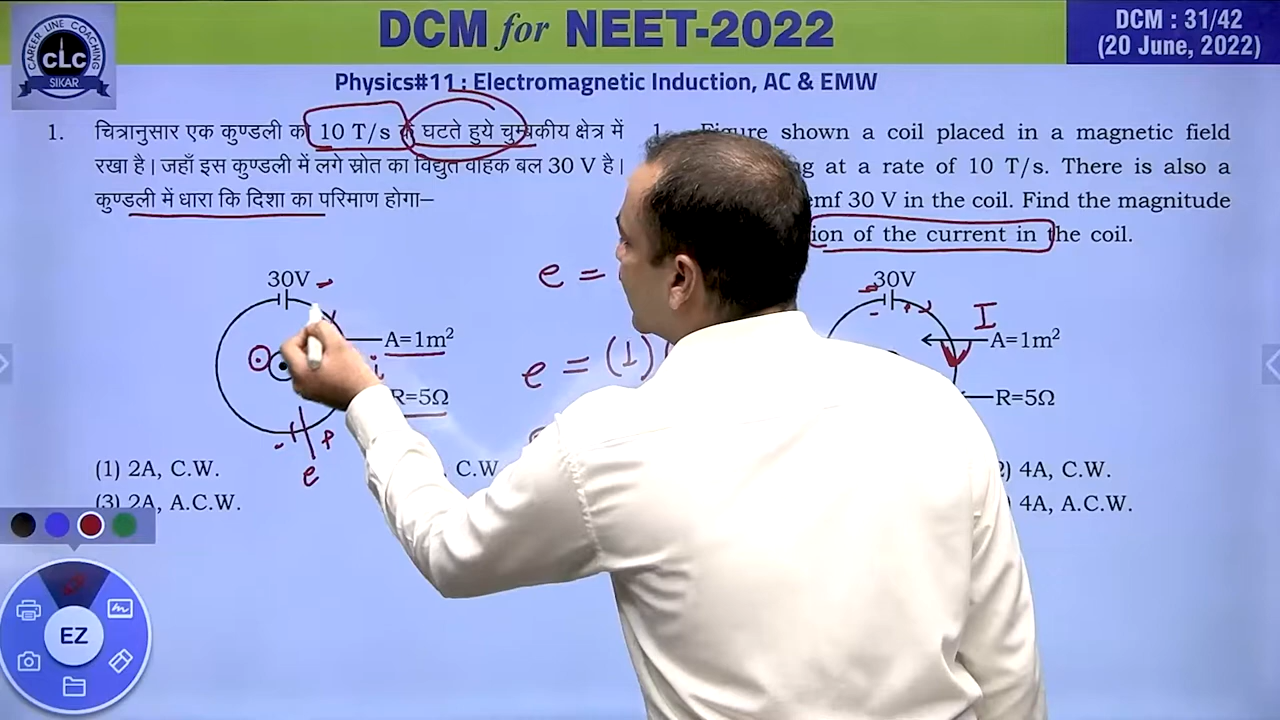 CAREER LINE COACHING
CLC
SIKAR
DCM for NEET-2022
DCM : 31/42
(20 June, 2022)
Physics#11 : Electromagnetic Induction, AC & EMW
1. चित्रानुसार एक कुण्डली को 10 T/s के घटते हुये चुम्बकीय क्षेत्र में
रखा है। जहाँ इस कुण्डली में लगे स्रोत का विद्युत वाहक बल 30 V है।
कुण्डली में धारा कि दिशा का परिमाण होगा–
30V
A=1m²
i
R=5Ω
- P
e
(1) 2A, C.W.
C.W.
(3) 2A, A.C.W.
e =
e = (1)
Figure shown a coil placed in a magnetic field
at a rate of 10 T/s. There is also a
emf 30 V in the coil. Find the magnitude
of the current in the coil.
30V
I
A=1m²
R=5Ω
4A, C.W.
4A, A.C.W.
EZ